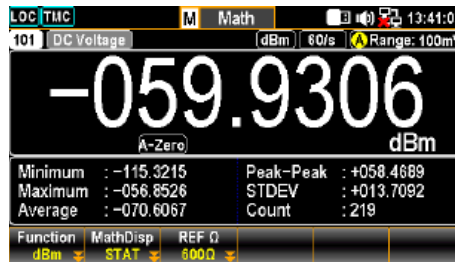 LOC TMC M Math 13:41:0
101 DC Voltage dBm 60/s A Range: 100m
-059.9306
A-Zero dBm
Minimum :-115.3215 Peak-Peak :+058.4689
Maximum :-056.8526 STDEV :+013.7092
Average :-070.6067 Count :219
Function MathDisp REF Ω
dBm STAT 600Ω